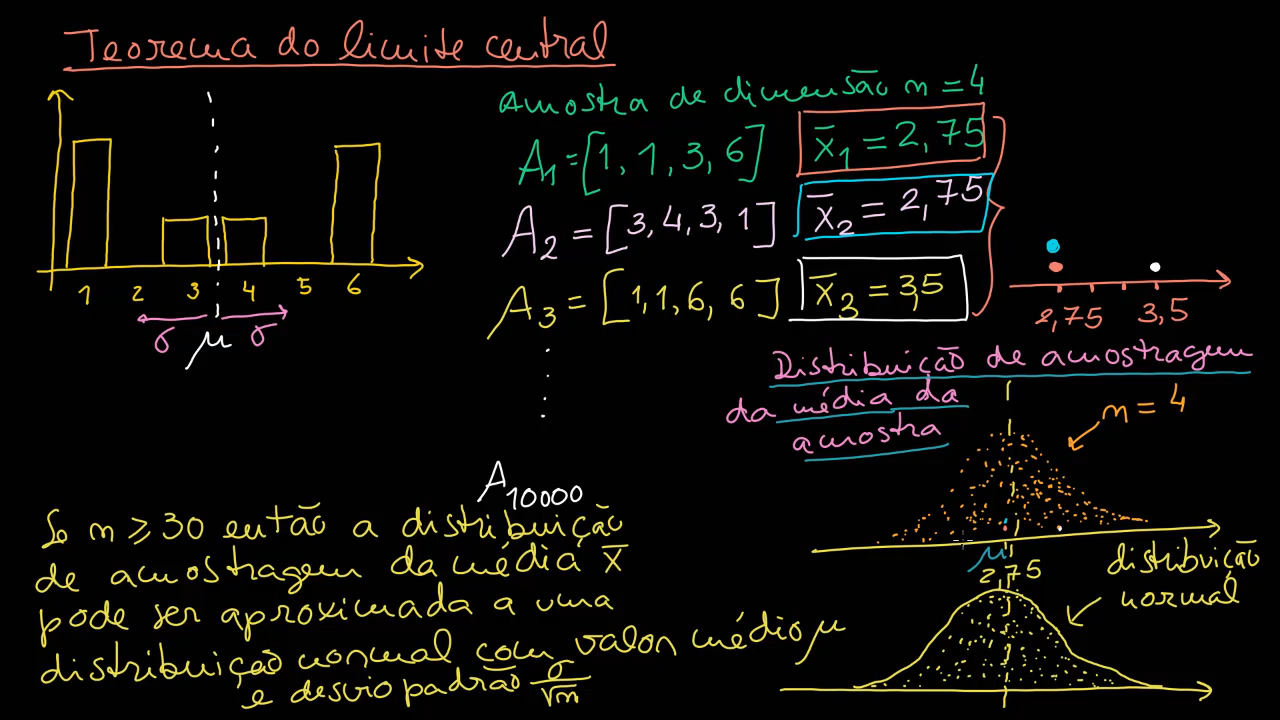 Teorema do limite central
Amostra de dimensão n = 4
A1 = [1, 1, 3, 6] x̄1 = 2,75
A2 = [3, 4, 3, 1] x̄2 = 2,75
A3 = [1, 1, 6, 6] x̄3 = 3,5
A10000
1 2 3 4 5 6
σ μ σ
2,75 3,5
Distribuição de amostragem
da média da
amostra
n = 4
μ
2,75
distribuição
normal
Se n ≥ 30 então a distribuição
de amostragem da média x̄
pode ser aproximada a uma
distribuição normal com valor médio μ
e desvio padrão σ/√n